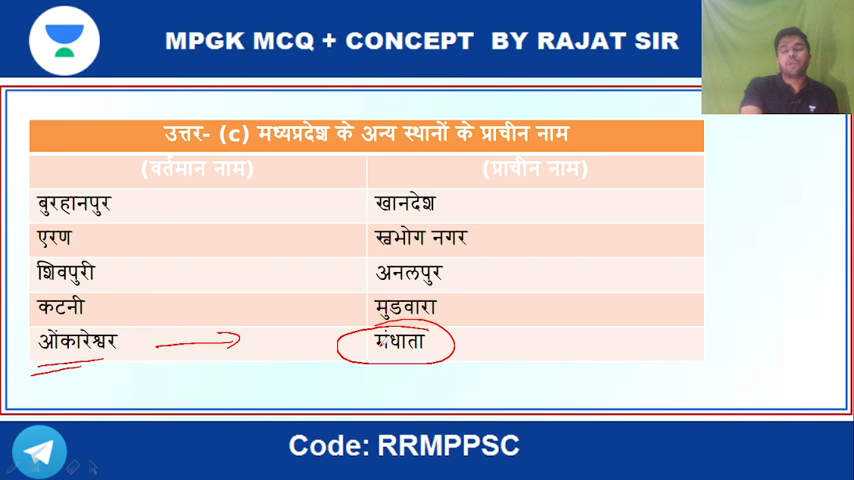 MPGK MCQ + CONCEPT BY RAJAT SIR
उत्तर- (c) मध्यप्रदेश के अन्य स्थानों के प्राचीन नाम
(वर्तमान नाम) (प्राचीन नाम)
बुरहानपुर खानदेश
एरण स्वभोग नगर
शिवपुरी अनलपुर
कटनी मुडवारा
ओंकारेश्वर मंधाता
Code: RRMPPSC